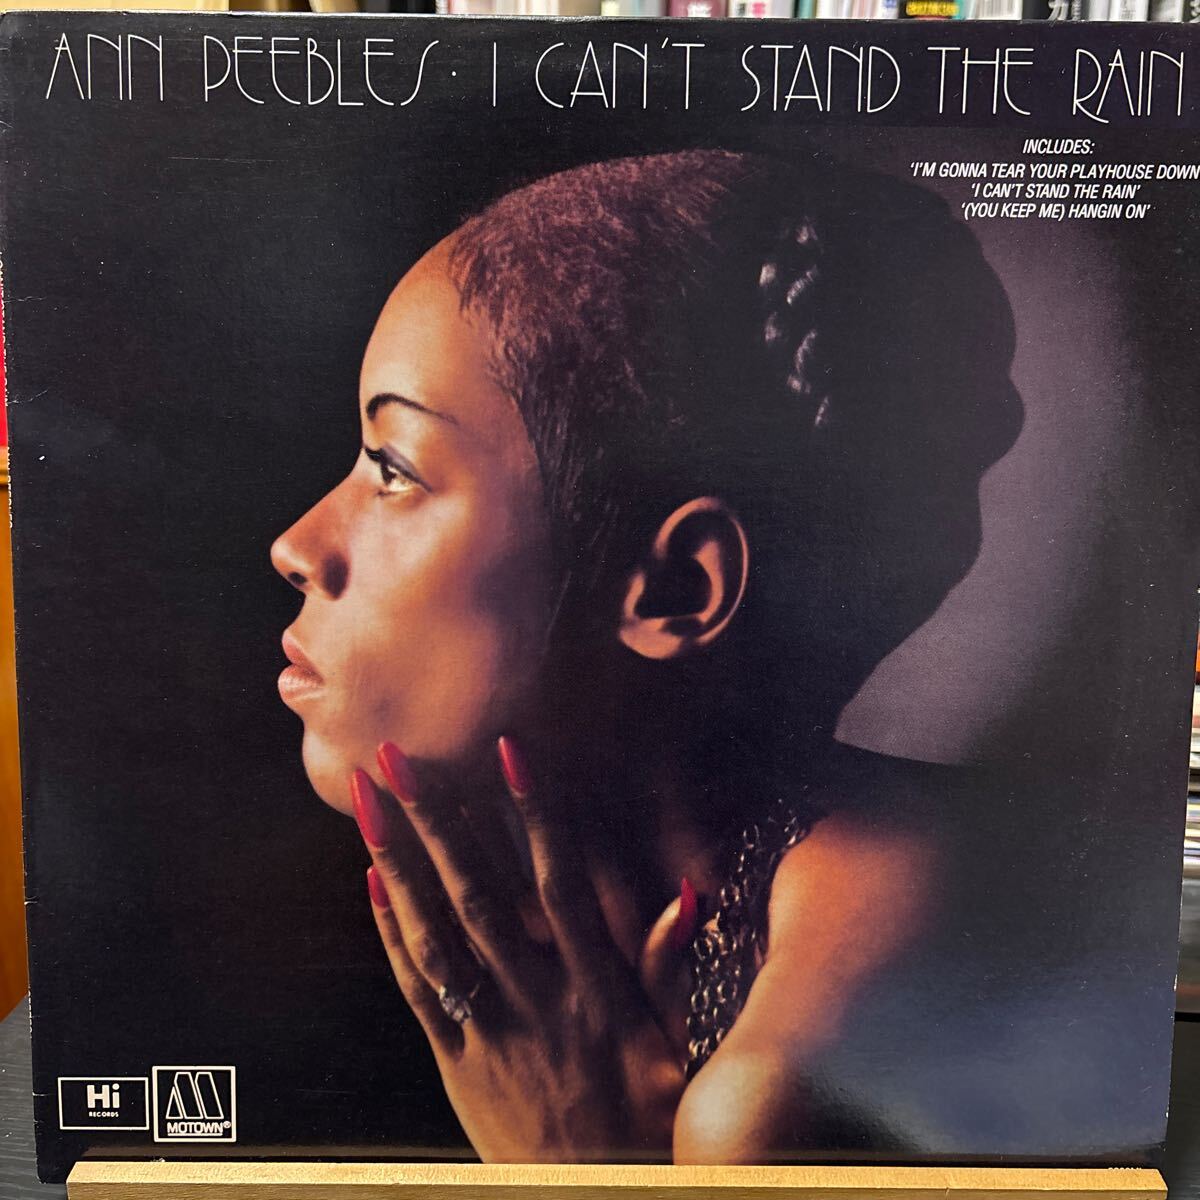 ANN PEEBLES · I CAN'T STAND THE RAIN
INCLUDES:
'I'M GONNA TEAR YOUR PLAYHOUSE DOWN
'I CAN'T STAND THE RAIN'
'(YOU KEEP ME) HANGIN ON'
Hi
RECORDS
MOTOWN®